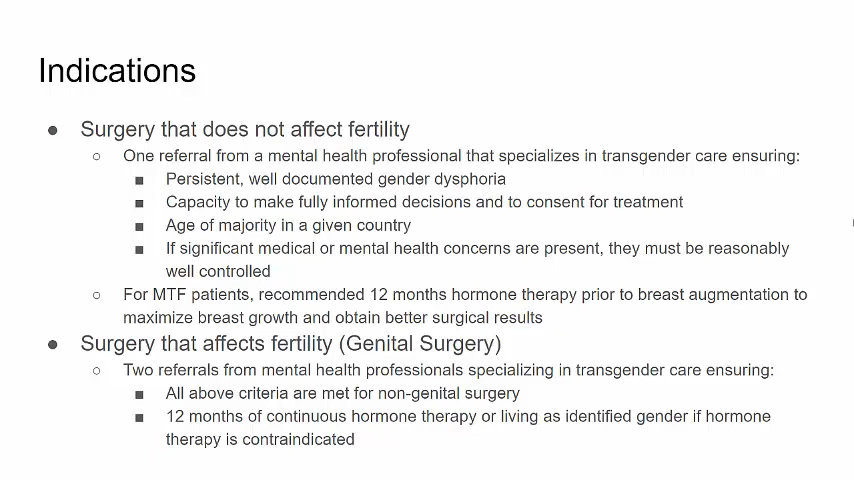 Indications
● Surgery that does not affect fertility
○ One referral from a mental health professional that specializes in transgender care ensuring:
■ Persistent, well documented gender dysphoria
■ Capacity to make fully informed decisions and to consent for treatment
■ Age of majority in a given country
■ If significant medical or mental health concerns are present, they must be reasonably
well controlled
○ For MTF patients, recommended 12 months hormone therapy prior to breast augmentation to
maximize breast growth and obtain better surgical results
● Surgery that affects fertility (Genital Surgery)
○ Two referrals from mental health professionals specializing in transgender care ensuring:
■ All above criteria are met for non-genital surgery
■ 12 months of continuous hormone therapy or living as identified gender if hormone
therapy is contraindicated